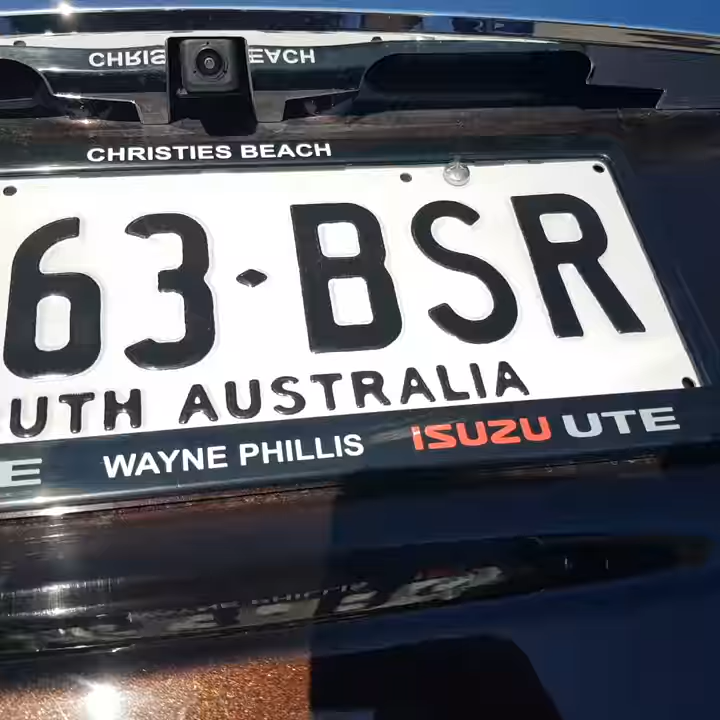 CHRISTIES BEACH
CHRISTIES BEACH
63·BSR
UTH AUSTRALIA
E WAYNE PHILLIS ISUZU UTE